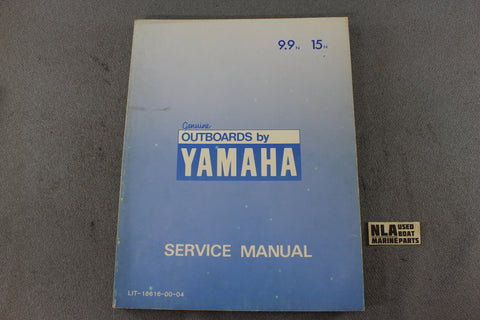 9.9N 15N
Genuine
OUTBOARDS by
YAMAHA
SERVICE MANUAL
LIT-18616-00-04
NLA USED
BOAT
MARINE PARTS